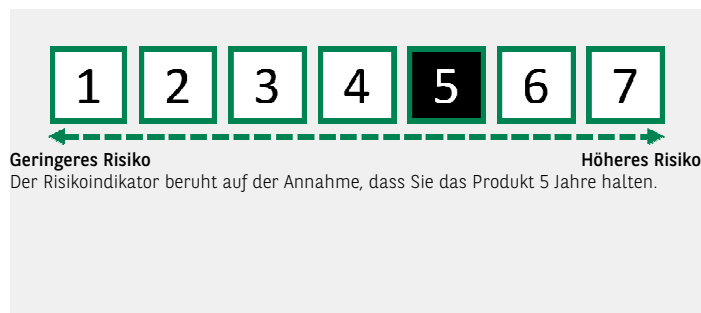 1 2 3 4 5 6 7
Geringeres Risiko Höheres Risiko
Der Risikoindikator beruht auf der Annahme, dass Sie das Produkt 5 Jahre halten.